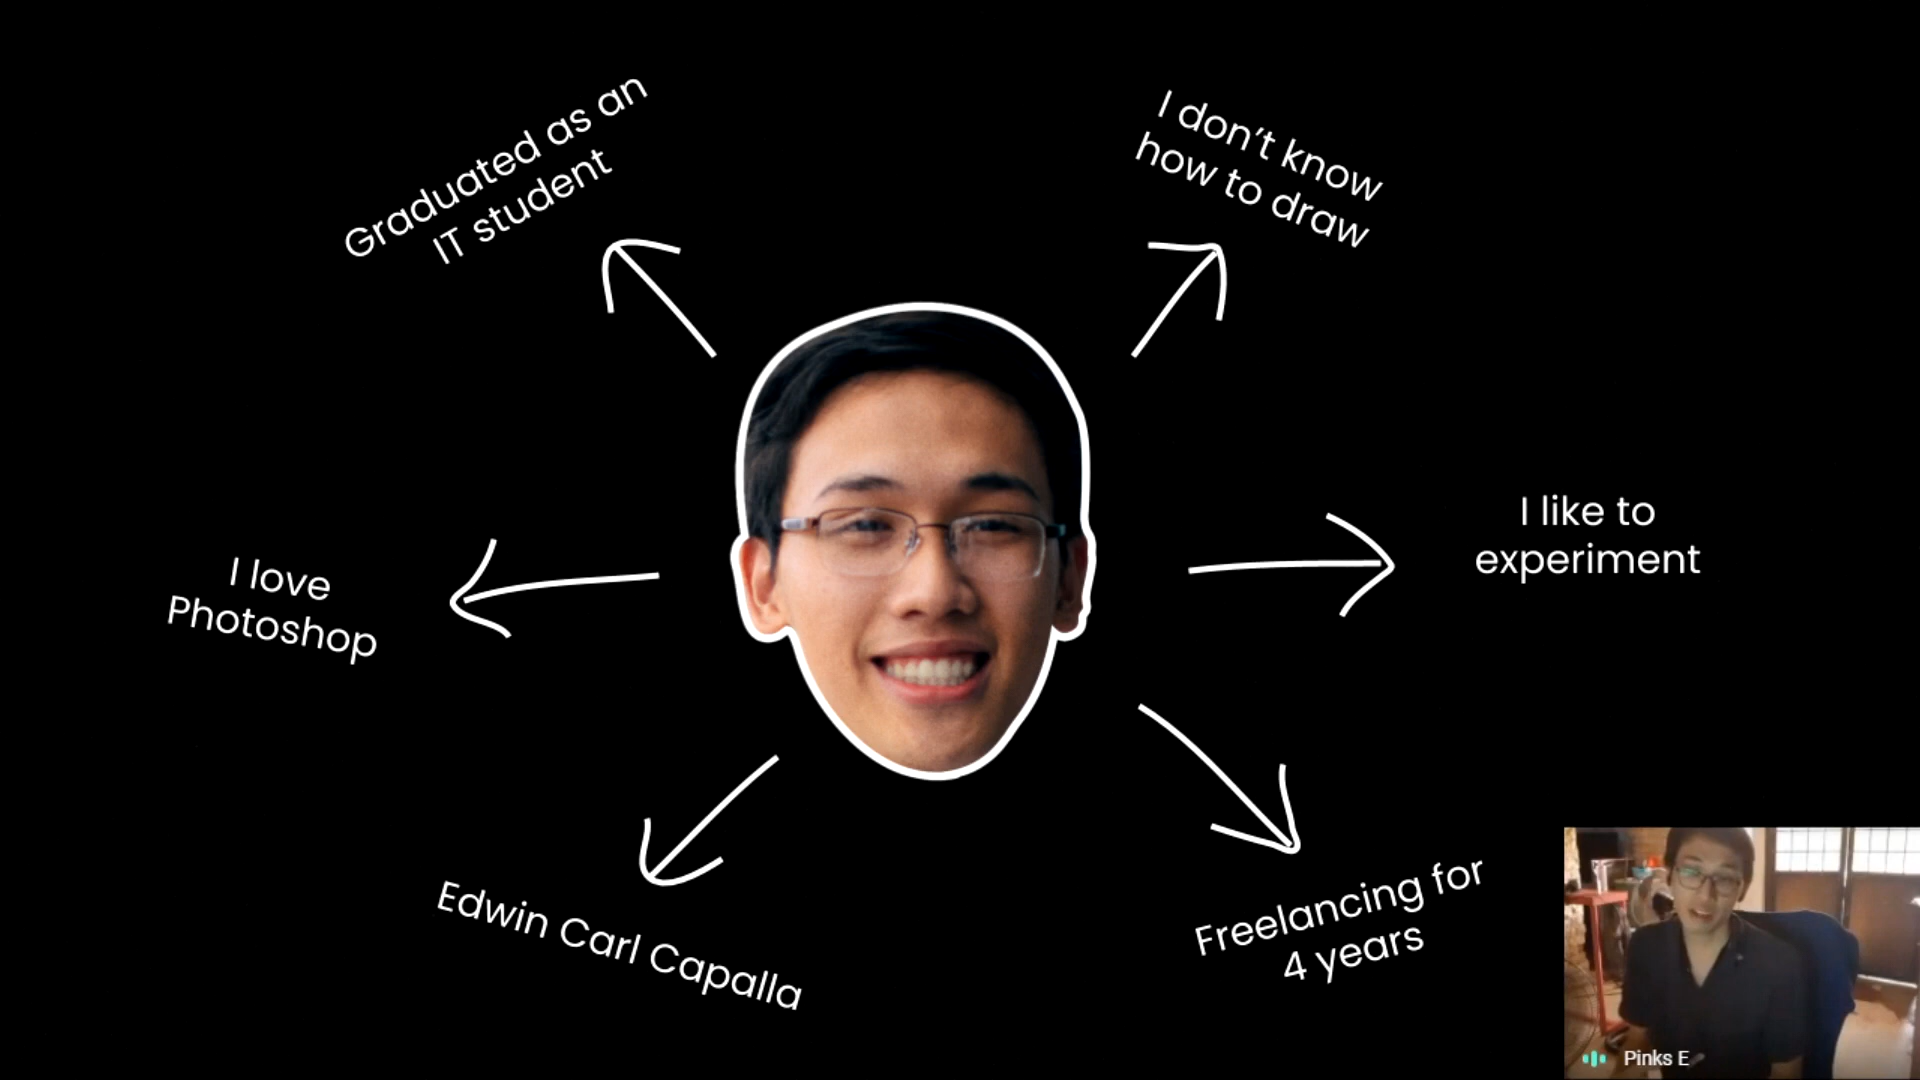 Graduated as an
IT student
I don't know
how to draw
I love
Photoshop
I like to
experiment
Edwin Carl Capalla
Freelancing for
4 years
Pinks E